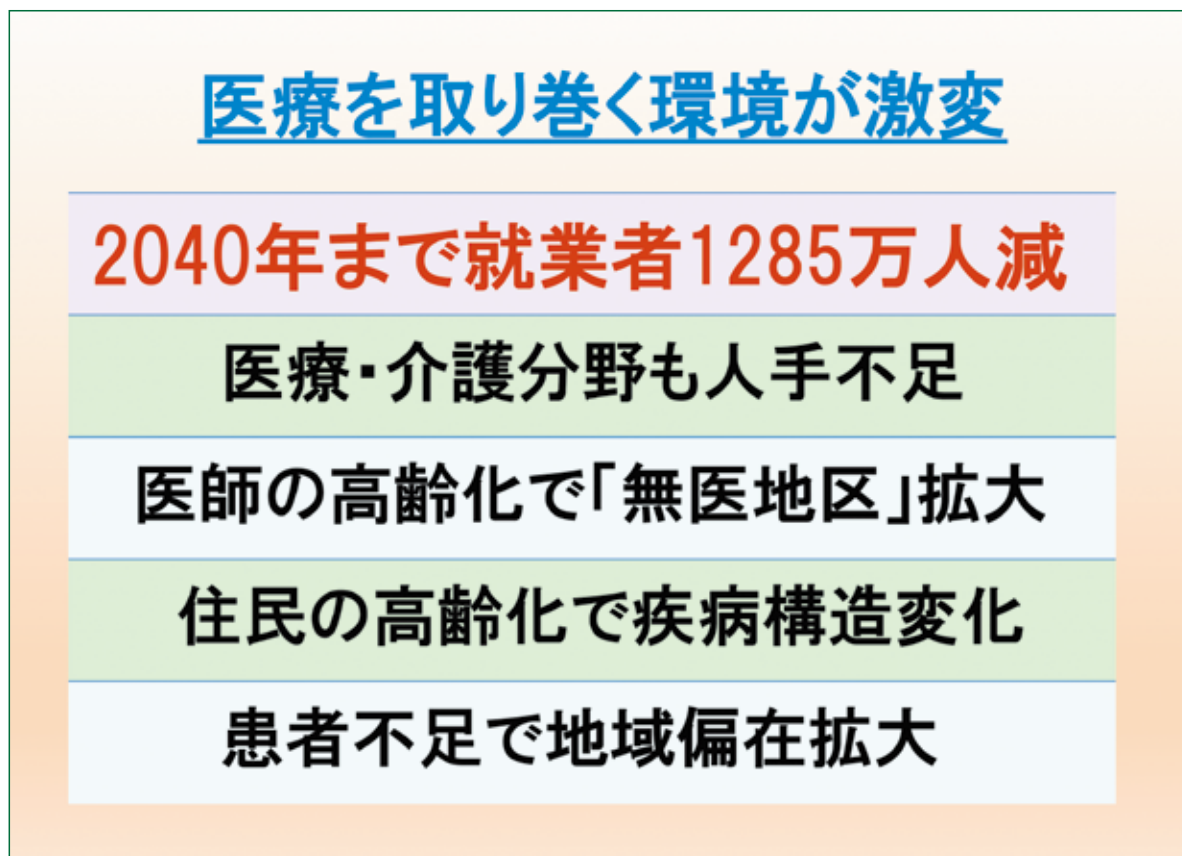 医療を取り巻く環境が激変
2040年まで就業者1285万人減
医療・介護分野も人手不足
医師の高齢化で「無医地区」拡大
住民の高齢化で疾病構造変化
患者不足で地域偏在拡大